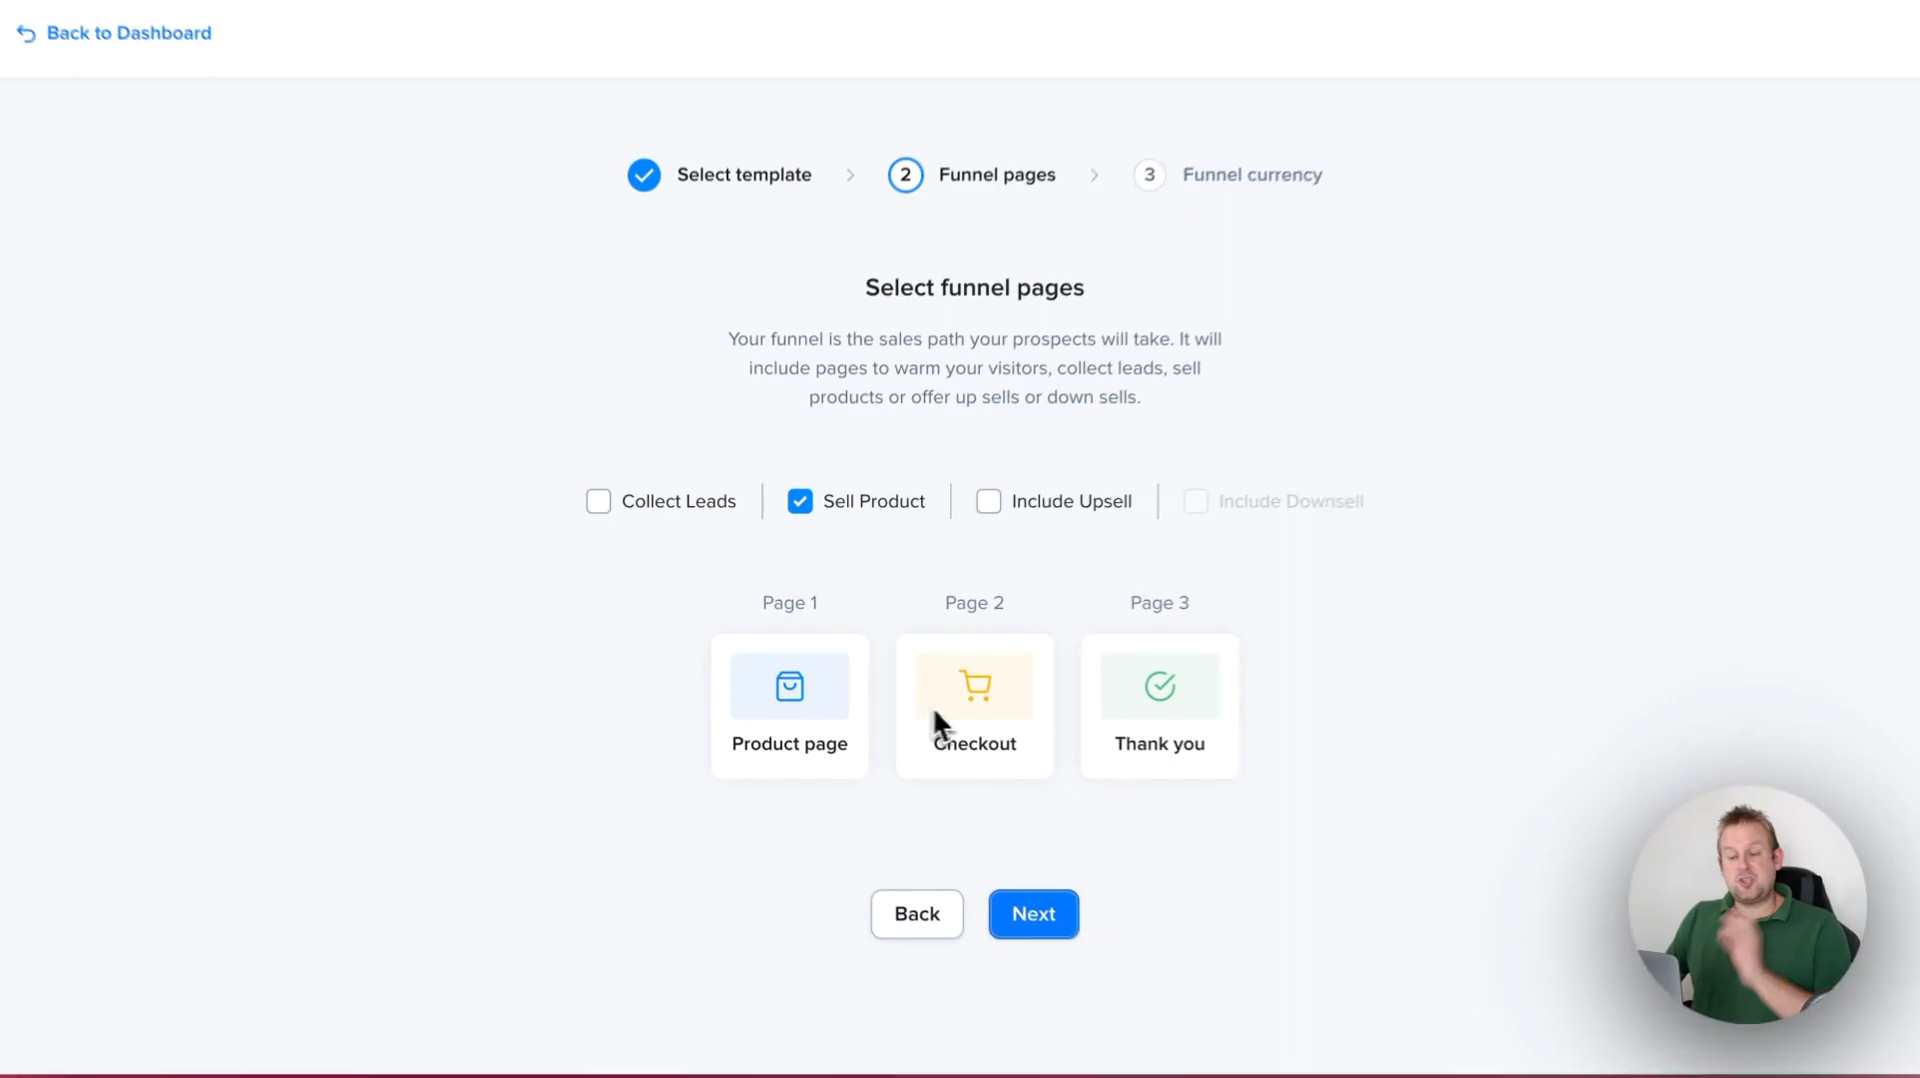 Back to Dashboard
Select template
2 Funnel pages
3 Funnel currency
Select funnel pages
Your funnel is the sales path your prospects will take. It will
include pages to warm your visitors, collect leads, sell
products or offer up sells or down sells.
Collect Leads
Sell Product
Include Upsell
Include Downsell
Page 1
Page 2
Page 3
Product page
Checkout
Thank you
Back
Next